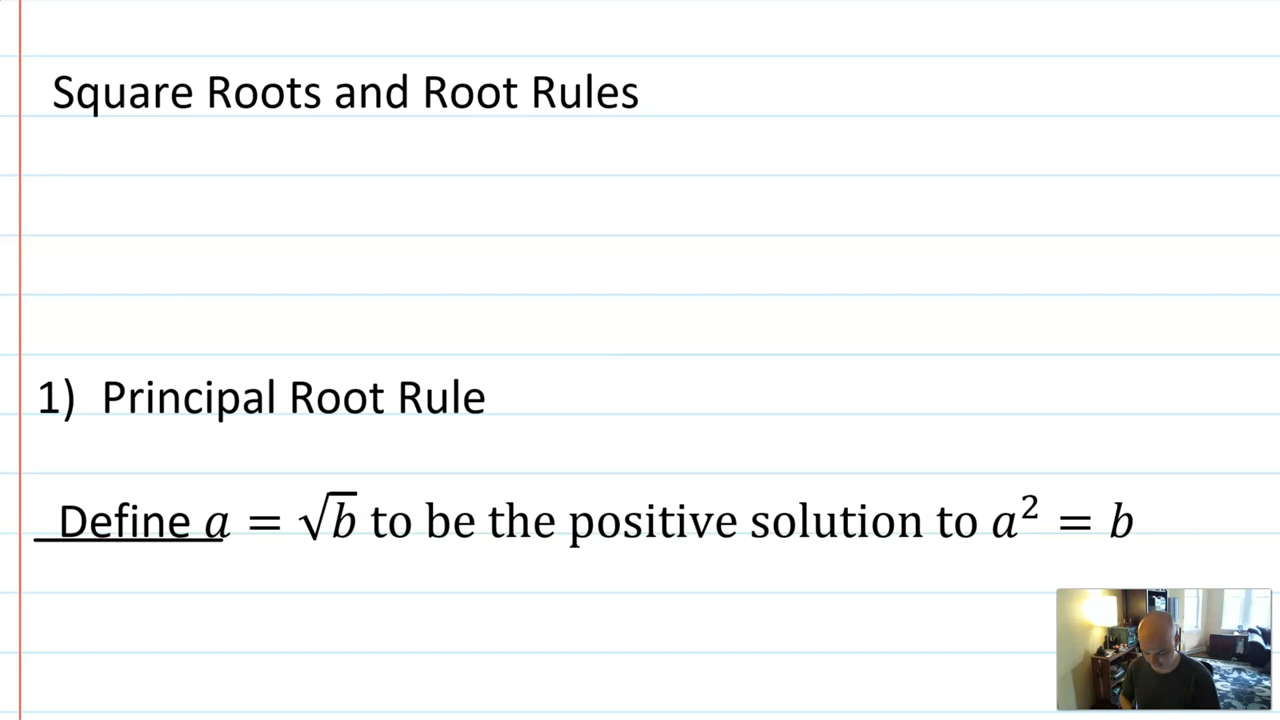 Square Roots and Root Rules
1) Principal Root Rule
Define 𝑎 = √𝑏 to be the positive solution to 𝑎² = 𝑏